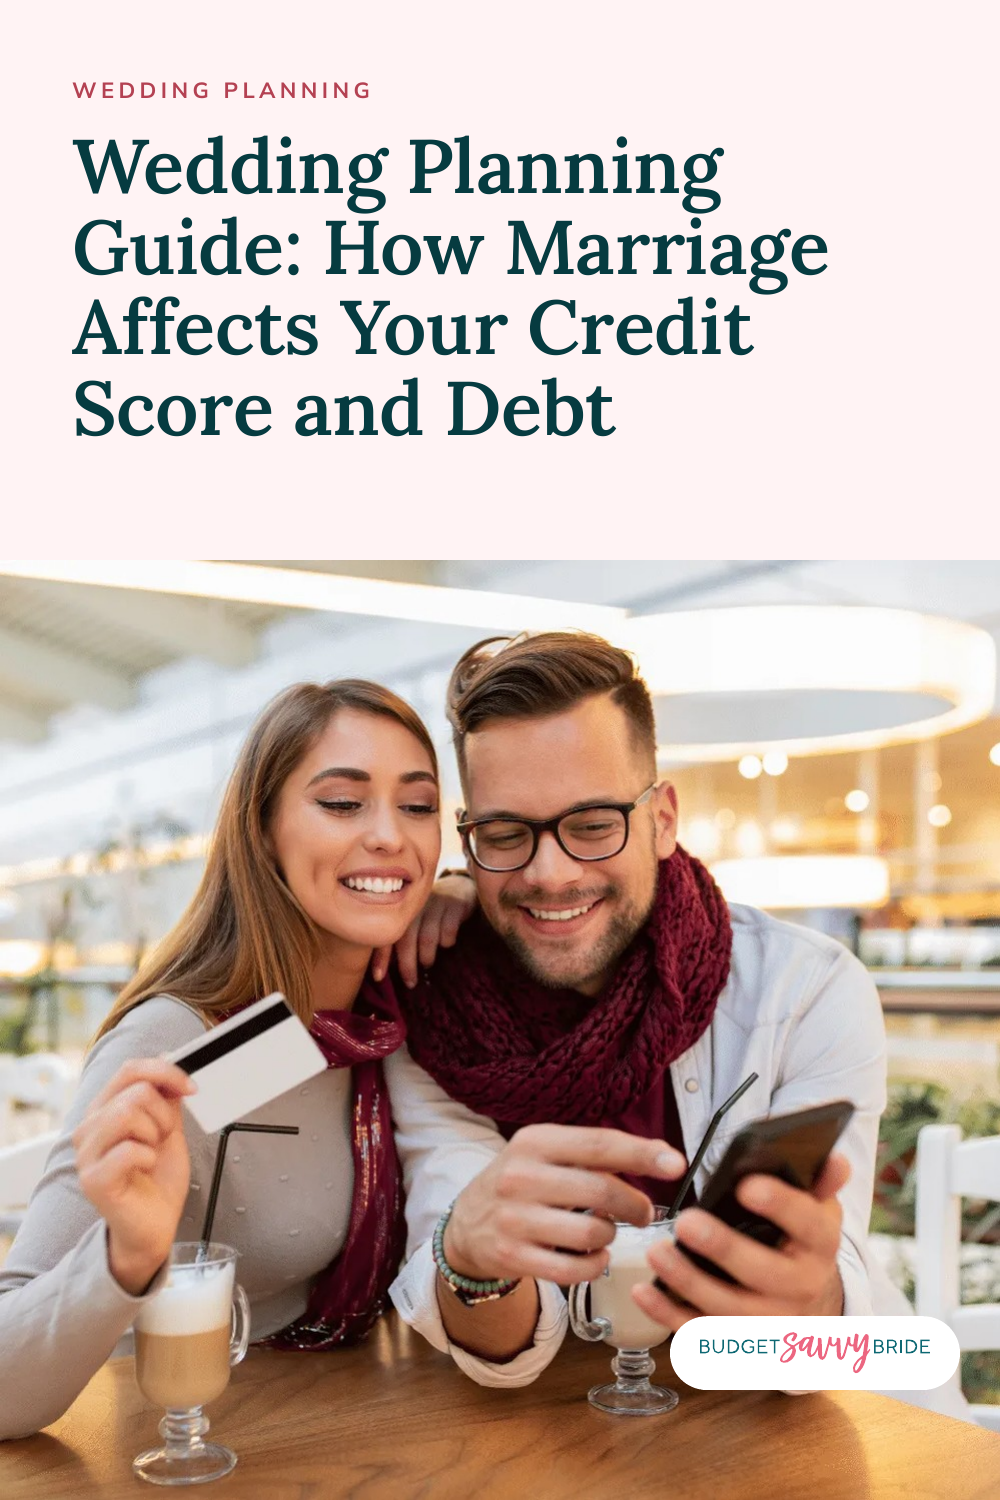 WEDDING PLANNING
Wedding Planning
Guide: How Marriage
Affects Your Credit
Score and Debt
BUDGET savvy BRIDE